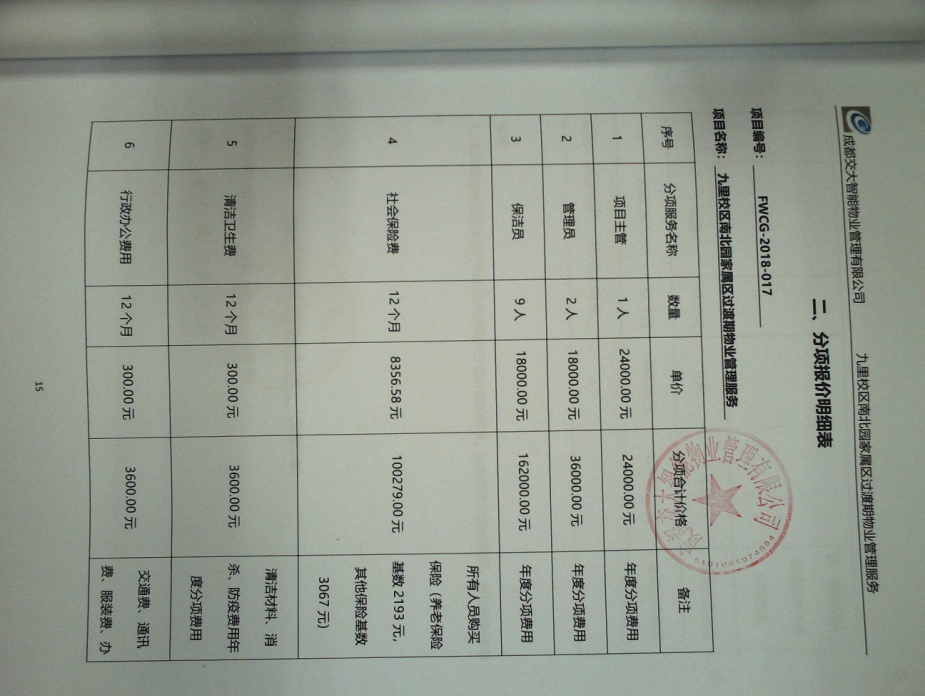 成都交大智能物业管理有限公司 九里校区南北园家属区过渡期物业管理服务
二、分项报价明细表
项目编号： FWCG-2018-017
项目名称： 九里校区南北园家属区过渡期物业管理服务
序号 分项服务名称 数量 单价 分项合计价格 备注
1 项目主管 1人 24000.00元 24000.00元 年度分项费用
2 管理员 2人 18000.00元 36000.00元 年度分项费用
3 保洁员 9人 18000.00元 162000.00元 年度分项费用
4 社会保险费 12个月 8356.58元 100279.00元 所有人员购买
保险（养老保险
基数2193元，
其他保险基数
3067元）
5 清洁卫生费 12个月 300.00元 3600.00元 清洁材料、消
杀、防疫费用年
度分项费用
6 行政办公费用 12个月 300.00元 3600.00元 交通费、通讯
费、服装费、办
15